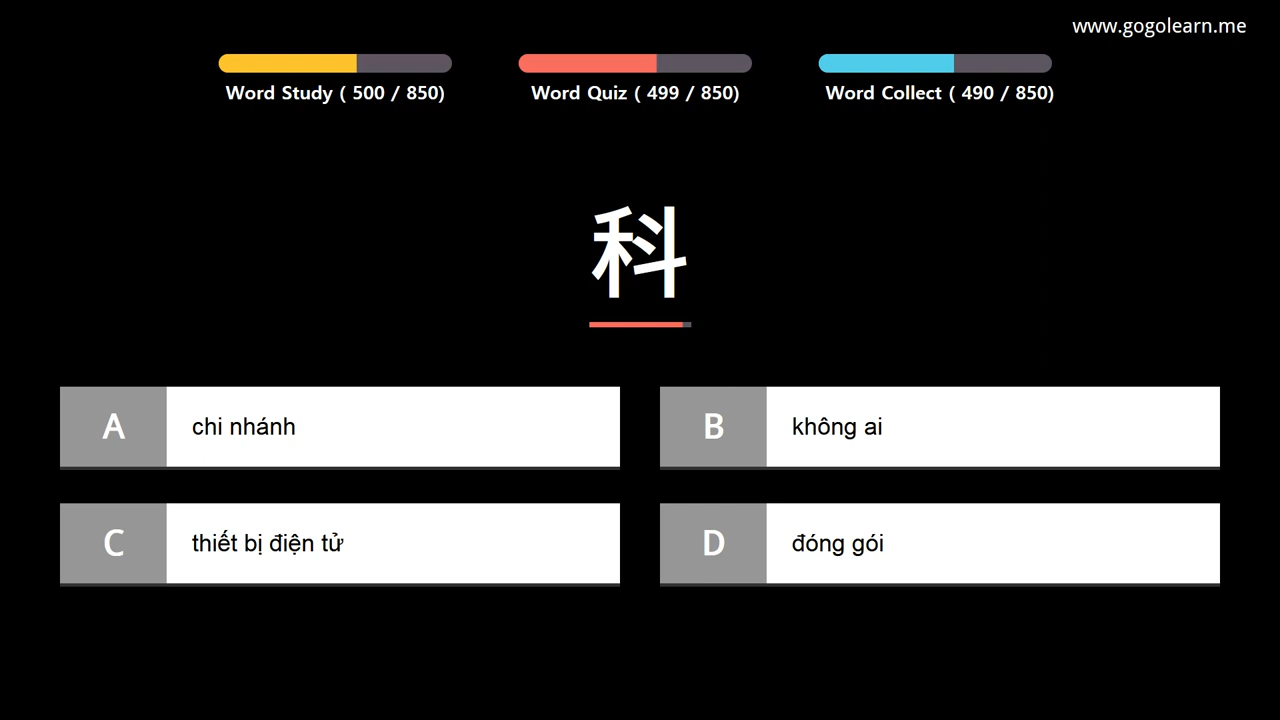 www.gogolearn.me
Word Study ( 500 / 850)
Word Quiz ( 499 / 850)
Word Collect ( 490 / 850)
科
A chi nhánh
B không ai
C thiết bị điện tử
D đóng gói